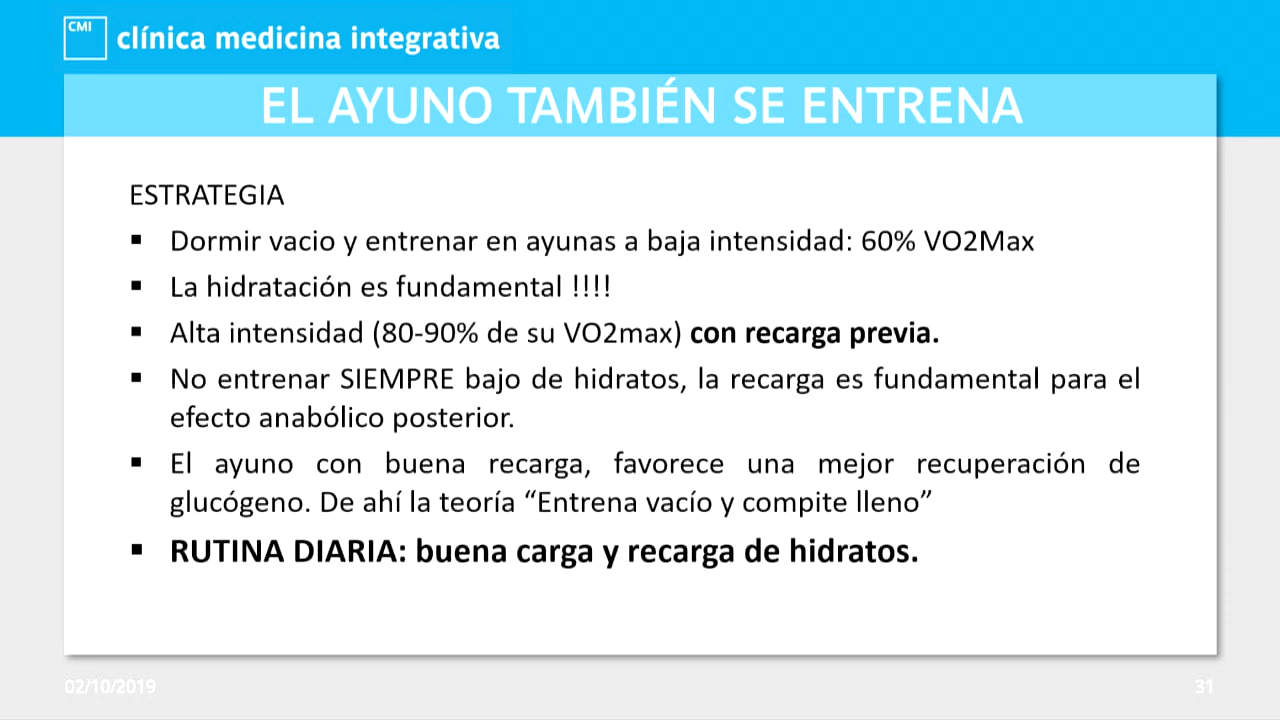 CMI
clínica medicina integrativa
EL AYUNO TAMBIÉN SE ENTRENA
ESTRATEGIA
▪ Dormir vacio y entrenar en ayunas a baja intensidad: 60% VO2Max
▪ La hidratación es fundamental !!!!
▪ Alta intensidad (80-90% de su VO2max) con recarga previa.
▪ No entrenar SIEMPRE bajo de hidratos, la recarga es fundamental para el
efecto anabólico posterior.
▪ El ayuno con buena recarga, favorece una mejor recuperación de
glucógeno. De ahí la teoría “Entrena vacío y compite lleno”
▪ RUTINA DIARIA: buena carga y recarga de hidratos.
02/10/2019
31